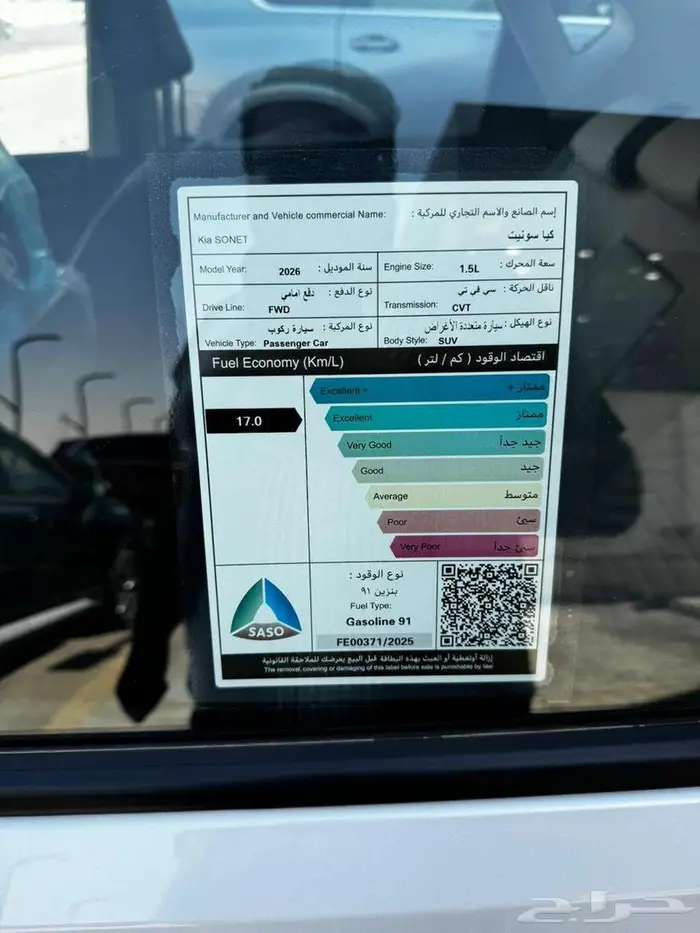 Manufacturer and Vehicle commercial Name: إسم الصانع والاسم التجاري للمركبة :
Kia SONET كيا سونيت
Model Year: 2026 سنة الموديل : Engine Size: 1.5L سعة المحرك :
Drive Line: FWD دفع امامي نوع الدفع : Transmission: CVT سي في تي ناقل الحركة :
Vehicle Type: Passenger Car سيارة ركوب نوع المركبة : Body Style: SUV سيارة متعددة الأغراض نوع الهيكل :
Fuel Economy (Km/L) اقتصاد الوقود ( كم / لتر )
Excellent + ممتاز +
17.0 Excellent ممتاز
Very Good جيد جداً
Good جيد
Average متوسط
Poor سيئ
Very Poor سيئ جداً
نوع الوقود :
بنزين ٩١
Fuel Type:
Gasoline 91
SASO
FE00371/2025
إزالة أوتغطية أو العبث بهذه البطاقة قبل البيع يعرضك للملاحقة القانونية
The removal, covering or damaging of this label before sale is punishable by law
حراج